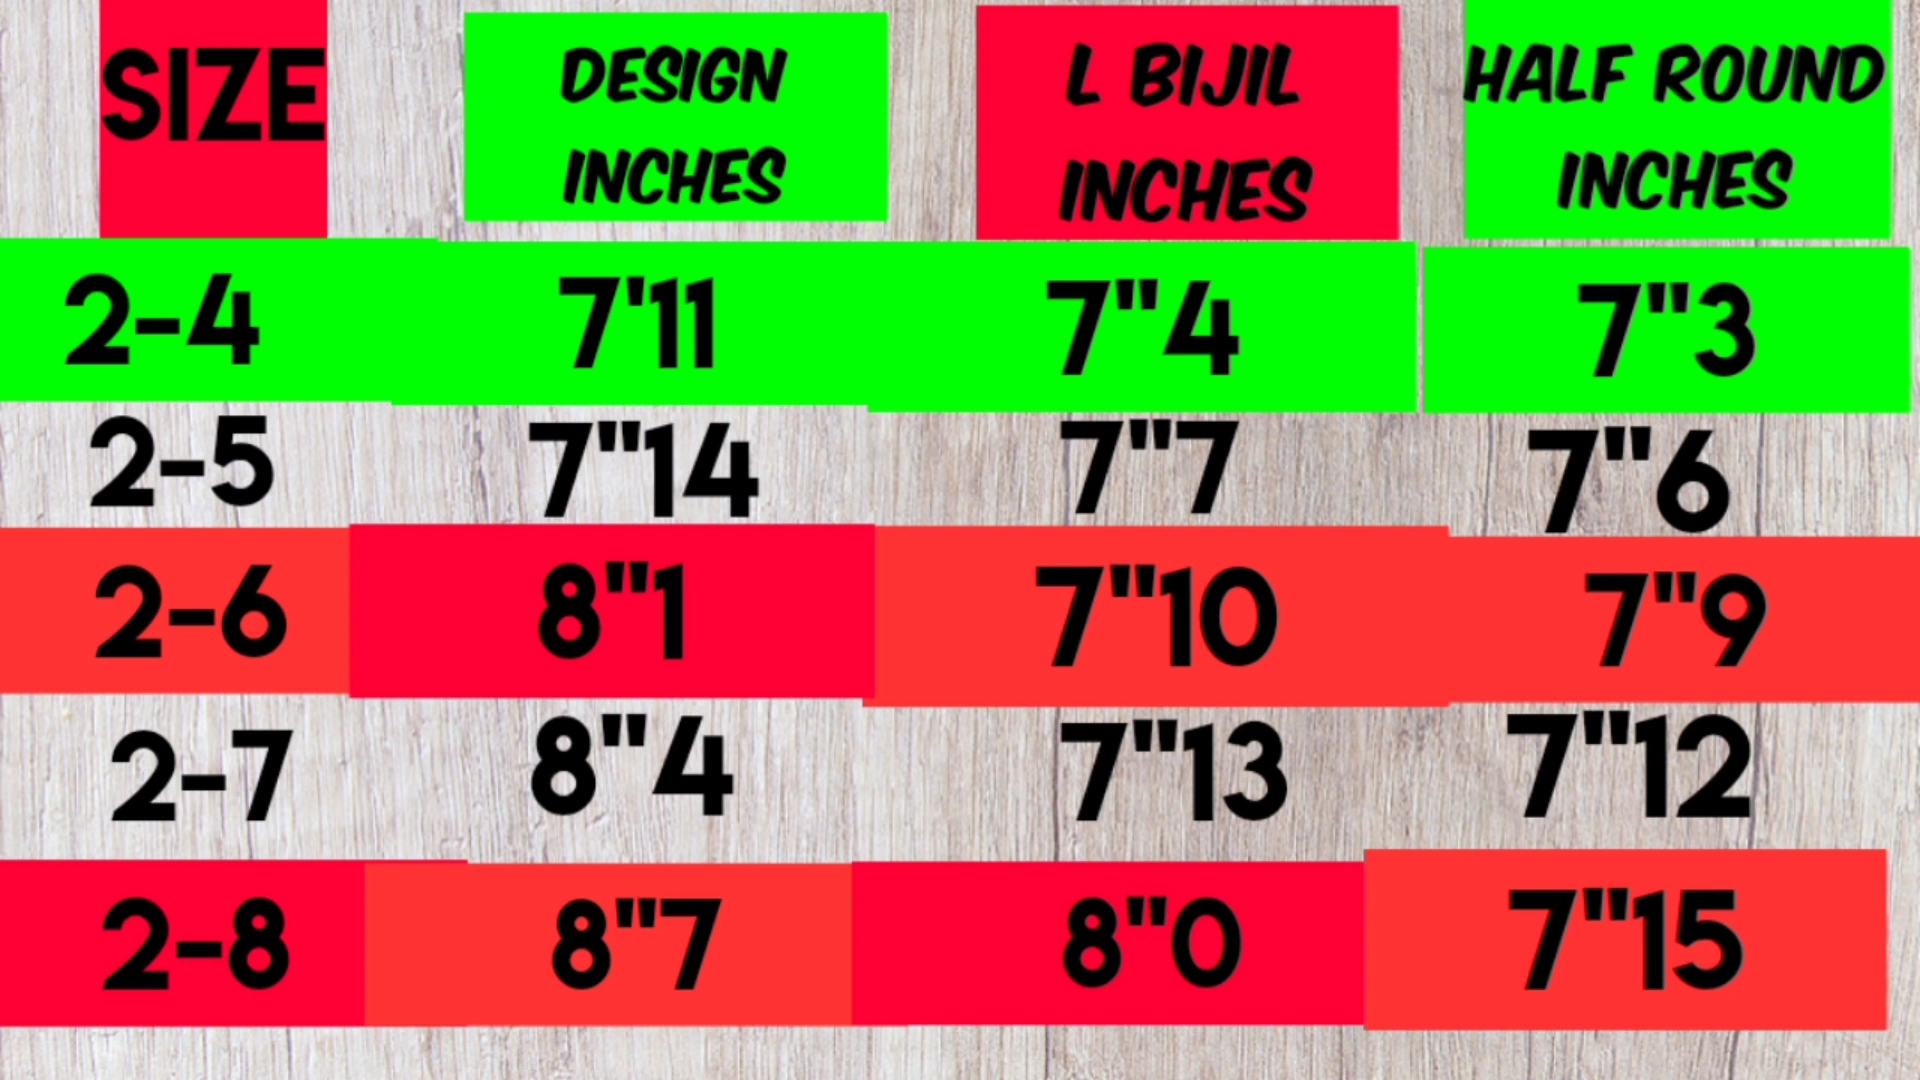 SIZE
DESIGN
INCHES
L BIJIL
INCHES
HALF ROUND
INCHES
2-4 7'11 7"4 7"3
2-5 7"14 7"7 7"6
2-6 8"1 7"10 7"9
2-7 8"4 7"13 7"12
2-8 8"7 8"0 7"15